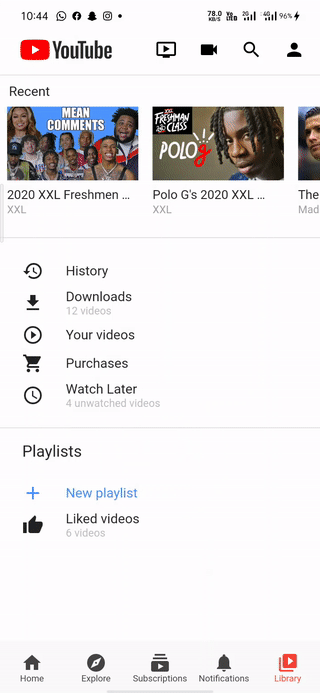 10:44
78.0 KB/S Vo LTE 2G 4G 96%
YouTube
Recent
MEAN COMMENTS
XXL FRESHMAN CLASS
POLO G
2020 XXL Freshmen ...
Polo G's 2020 XXL ...
The
XXL
XXL
Mad
History
Downloads
12 videos
Your videos
Purchases
Watch Later
4 unwatched videos
Playlists
New playlist
Liked videos
6 videos
Home
Explore
Subscriptions
Notifications
Library